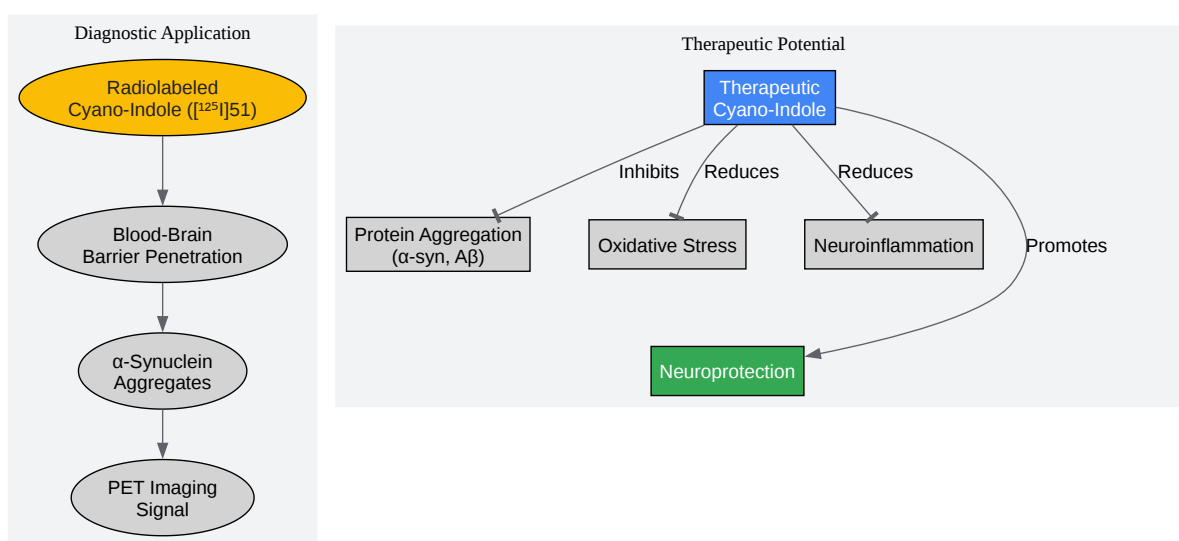 Diagnostic Application
Radiolabeled
Cyano-Indole ([¹²⁵I]51)
Blood-Brain
Barrier Penetration
α-Synuclein
Aggregates
PET Imaging
Signal
Therapeutic Potential
Therapeutic
Cyano-Indole
Inhibits
Reduces
Reduces
Promotes
Protein Aggregation
(α-syn, Aβ)
Oxidative Stress
Neuroinflammation
Neuroprotection